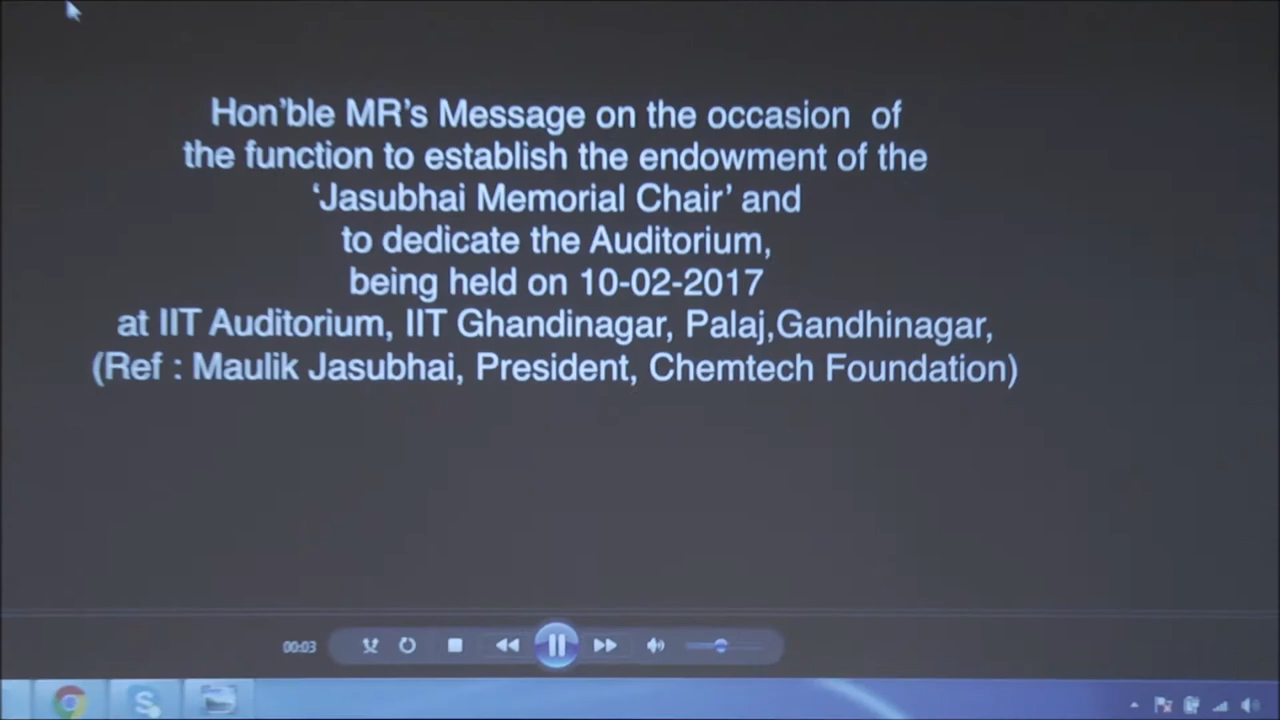 Hon’ble MR’s Message on the occasion of
the function to establish the endowment of the
‘Jasubhai Memorial Chair’ and
to dedicate the Auditorium,
being held on 10-02-2017
at IIT Auditorium, IIT Ghandinagar, Palaj,Gandhinagar,
(Ref : Maulik Jasubhai, President, Chemtech Foundation)
00:03